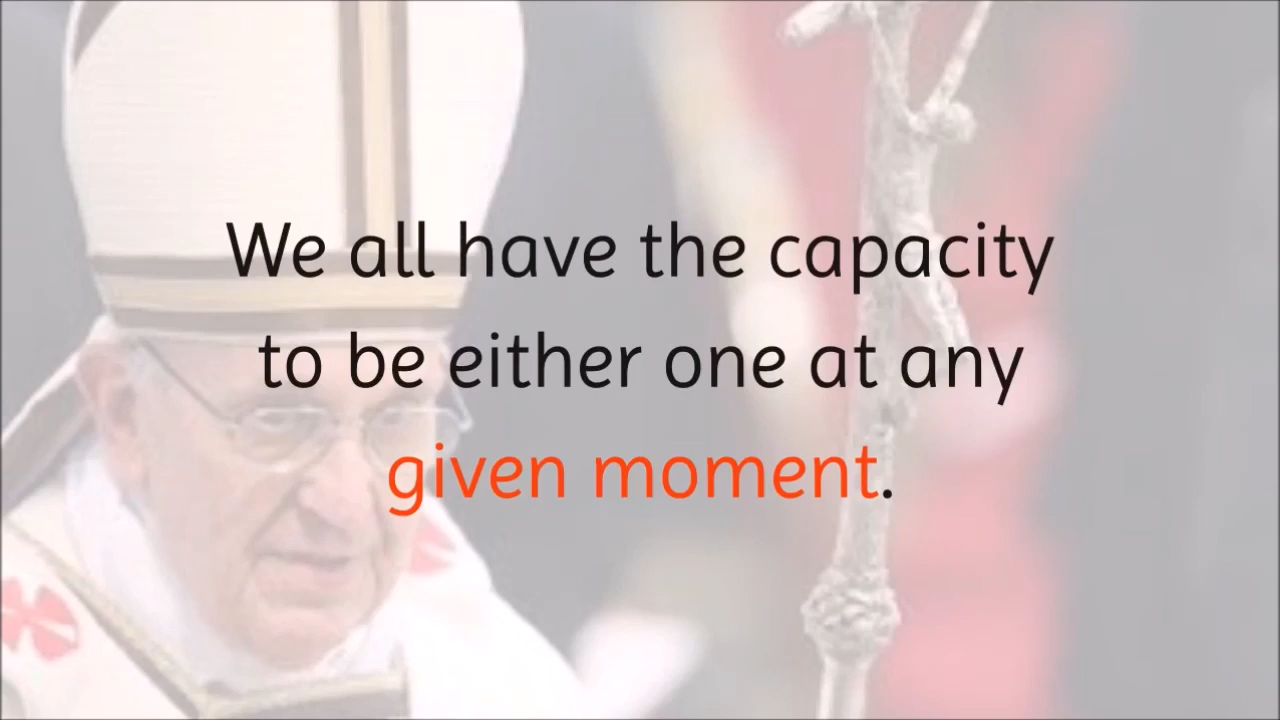 We all have the capacity
to be either one at any
given moment.